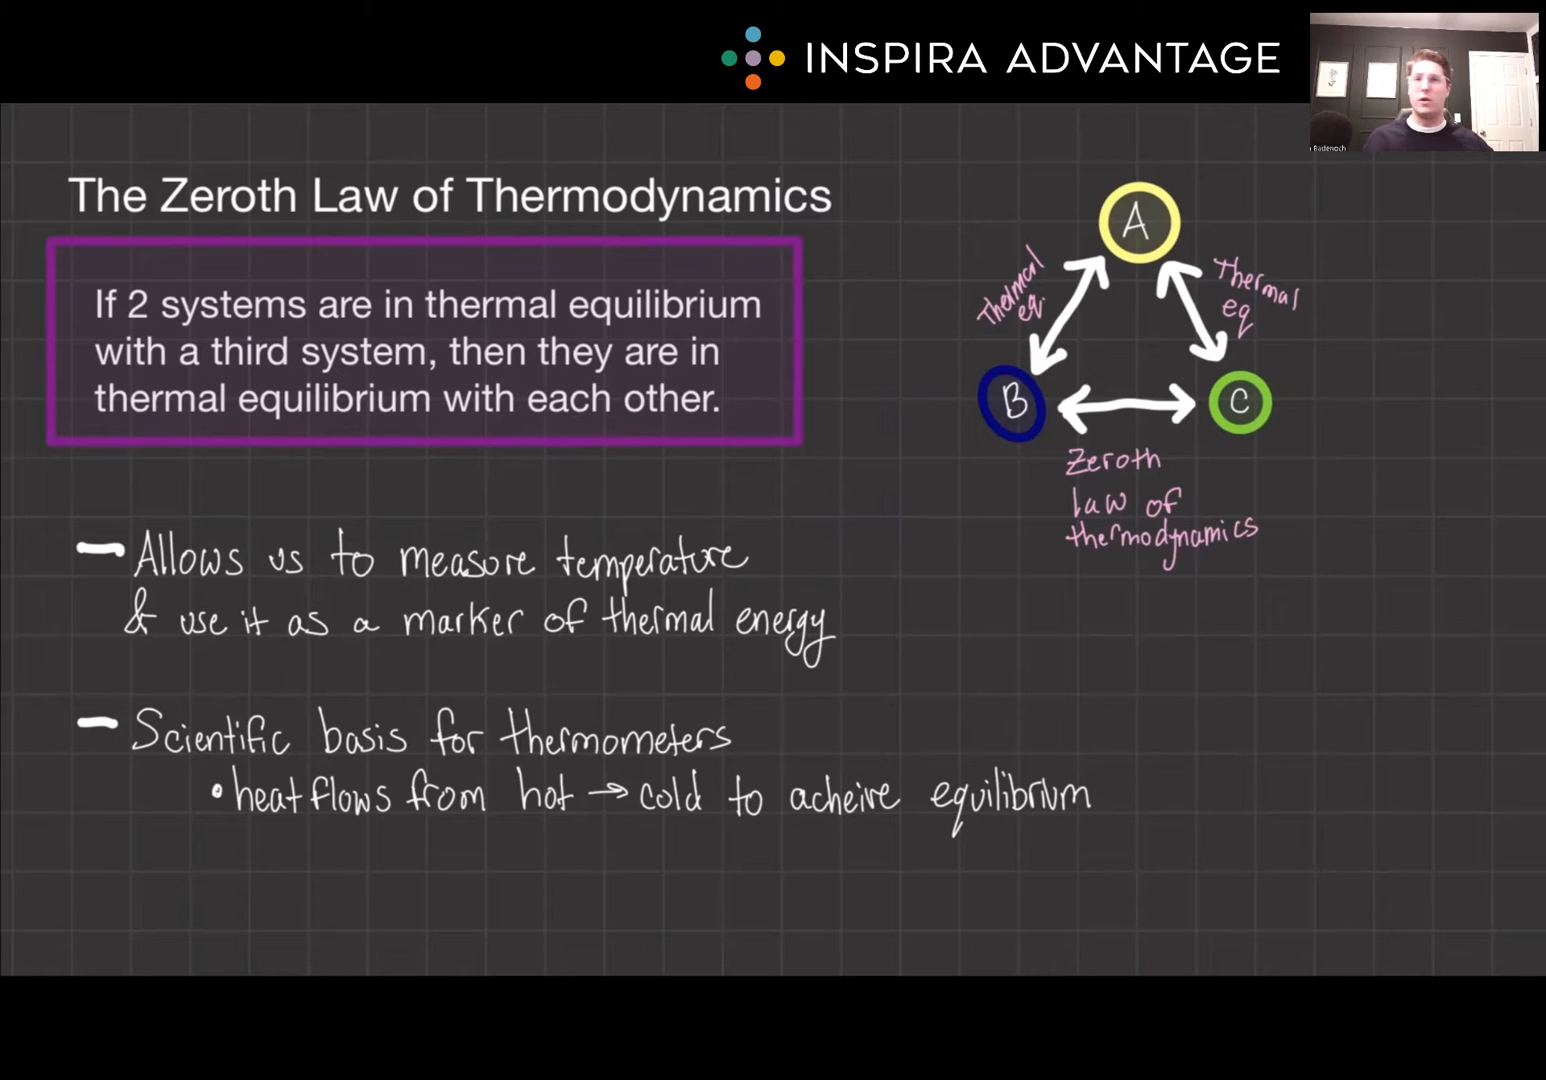 INSPIRA ADVANTAGE
Badenoch
The Zeroth Law of Thermodynamics
If 2 systems are in thermal equilibrium
with a third system, then they are in
thermal equilibrium with each other.
A
Thermal
eq.
Thermal
eq
B
C
Zeroth
law of
thermodynamics
- Allows us to measure temperature
& use it as a marker of thermal energy
- Scientific basis for thermometers
• heat flows from hot → cold to acheive equilibrium